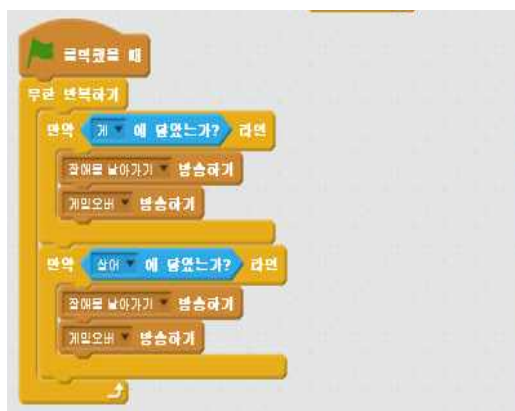 클릭했을 때
무한 반복하기
만약 게 에 닿았는가? 라면
장애물 날아가기 방송하기
게임오버 방송하기
만약 상어 에 닿았는가? 라면
장애물 날아가기 방송하기
게임오버 방송하기